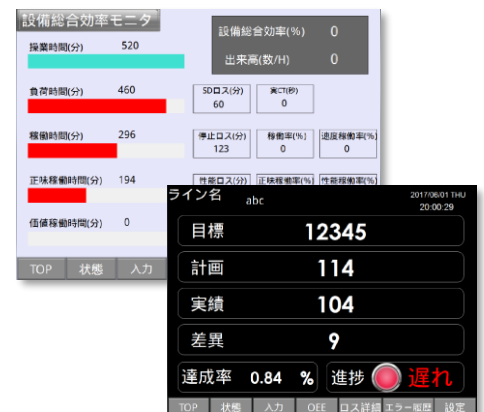 設備総合効率モニタ
設備総合効率(%) 0
出来高(数/H) 0
操業時間(分) 520
負荷時間(分) 460
SDロス(分) 実CT(秒)
60 0
稼働時間(分) 296
停止ロス(分) 稼働率(%) 速度稼働率(%)
123 0 0
正味稼働時間(分) 194
性能ロス(分) 正味稼働率(%) 性能稼働率(%)
価値稼働時間(分) 0
TOP 状態 入力
ライン名 abc 2017/06/01 THU
20:00:29
目標 12345
計画 114
実績 104
差異 9
達成率 0.84 % 進捗 遅れ
TOP 状態 入力 OEE ロス詳細 エラー履歴 設定